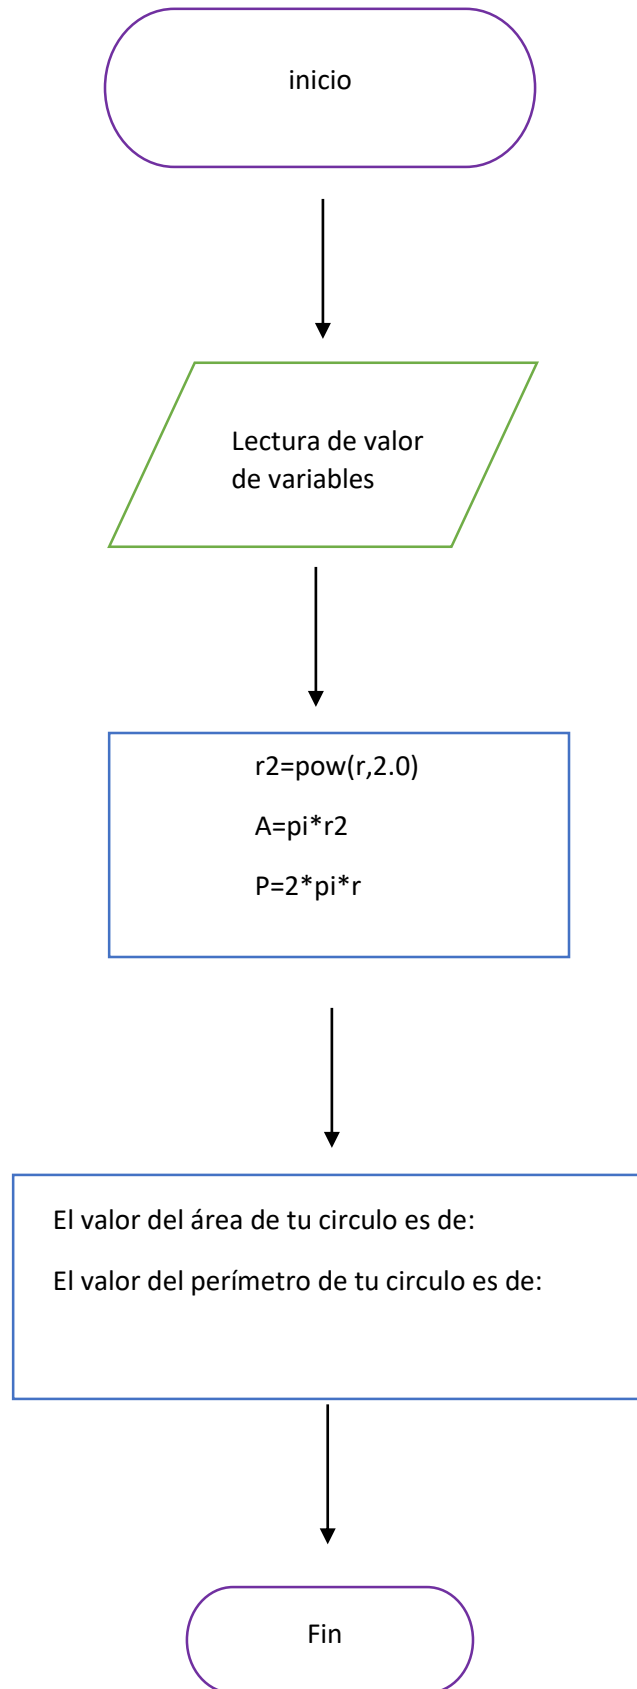 inicio
Lectura de valor
de variables
r2=pow(r,2.0)
A=pi*r2
P=2*pi*r
El valor del área de tu circulo es de:
El valor del perímetro de tu circulo es de:
Fin